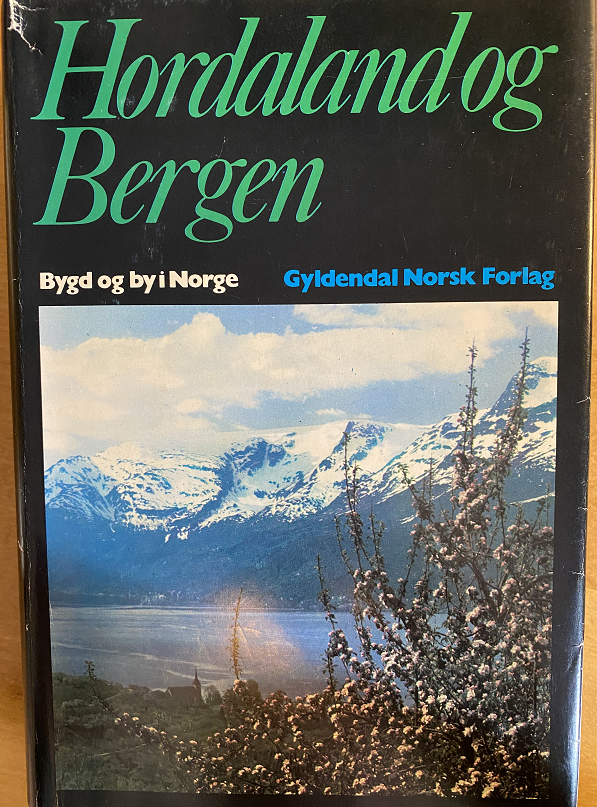 Hordaland og
Bergen
Bygd og by i Norge Gyldendal Norsk Forlag